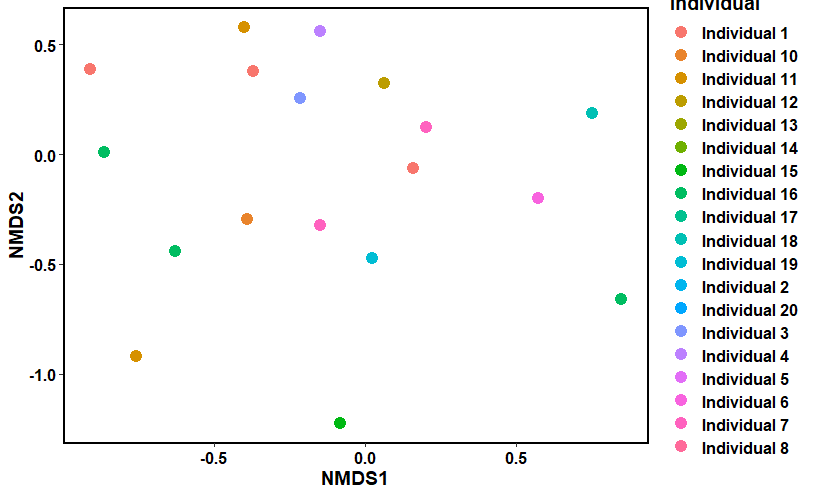 Individual
0.5
0.0
-0.5
-1.0
NMDS2
-0.5
0.0
0.5
NMDS1
Individual 1
Individual 10
Individual 11
Individual 12
Individual 13
Individual 14
Individual 15
Individual 16
Individual 17
Individual 18
Individual 19
Individual 2
Individual 20
Individual 3
Individual 4
Individual 5
Individual 6
Individual 7
Individual 8